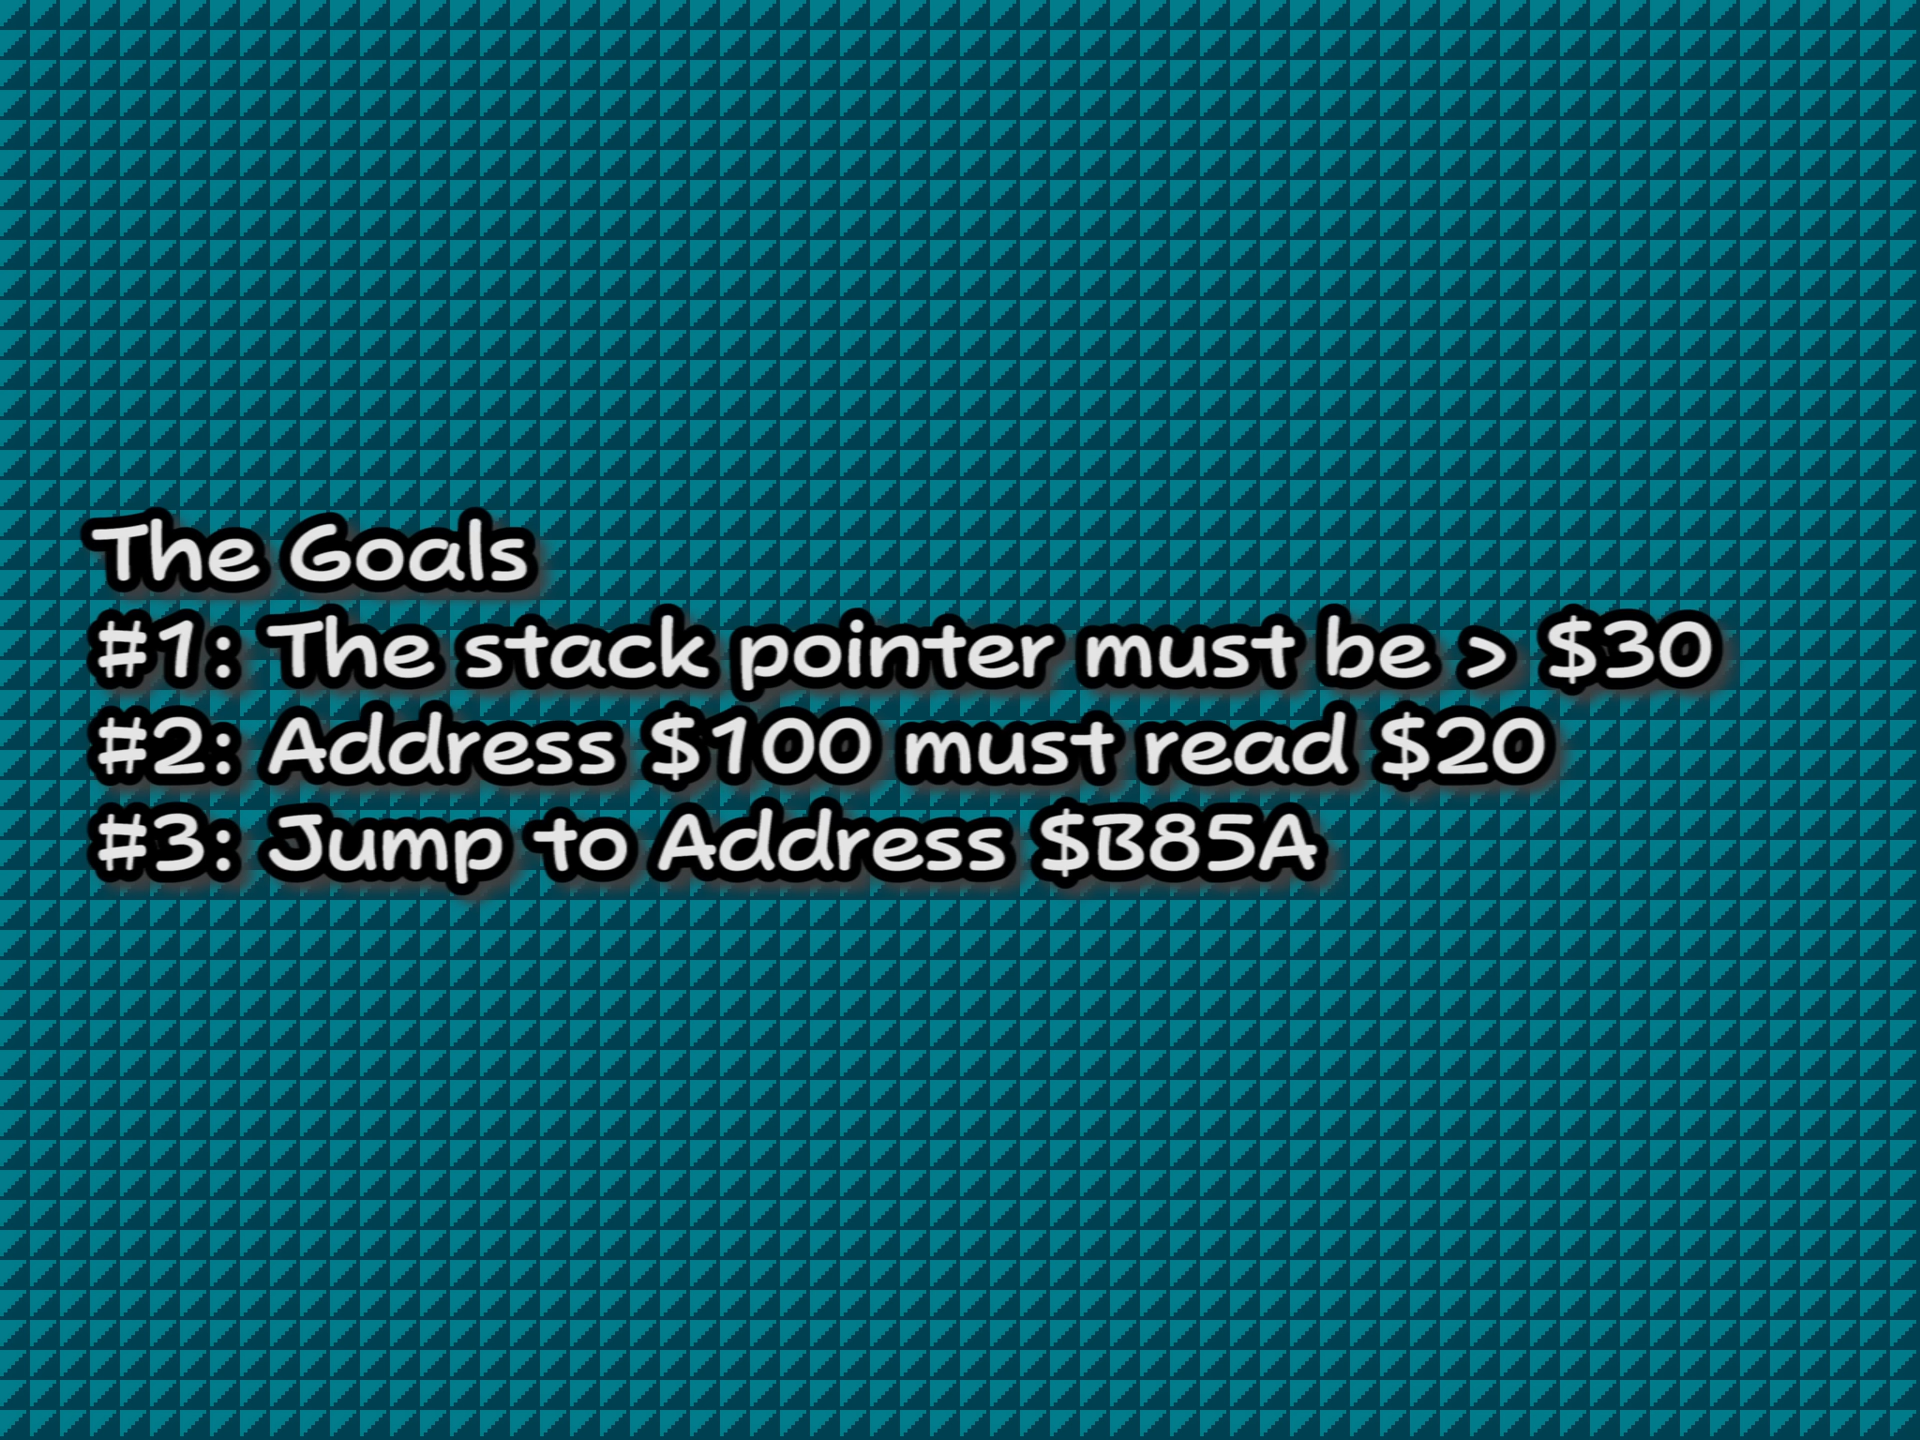 The Goals
#1: The stack pointer must be > $30
#2: Address $100 must read $20
#3: Jump to Address $B85A